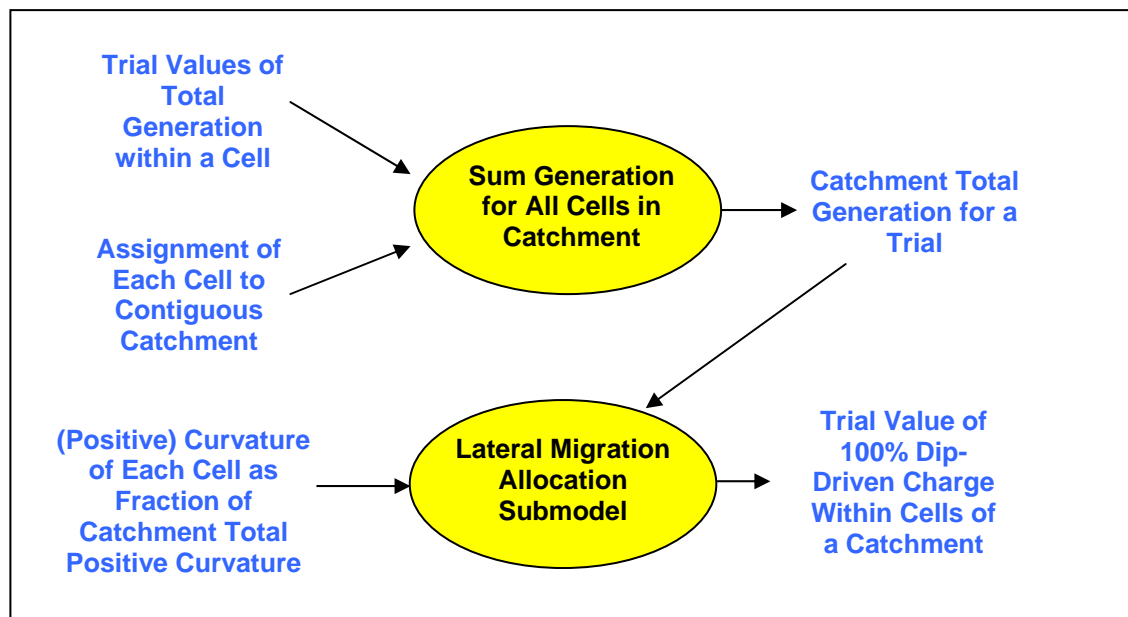 Trial Values of
Total
Generation
within a Cell
Sum Generation
for All Cells in
Catchment
Catchment Total
Generation for a
Trial
Assignment of
Each Cell to
Contiguous
Catchment
(Positive) Curvature
of Each Cell as
Fraction of
Catchment Total
Positive Curvature
Lateral Migration
Allocation
Submodel
Trial Value of
100% Dip-
Driven Charge
Within Cells of
a Catchment